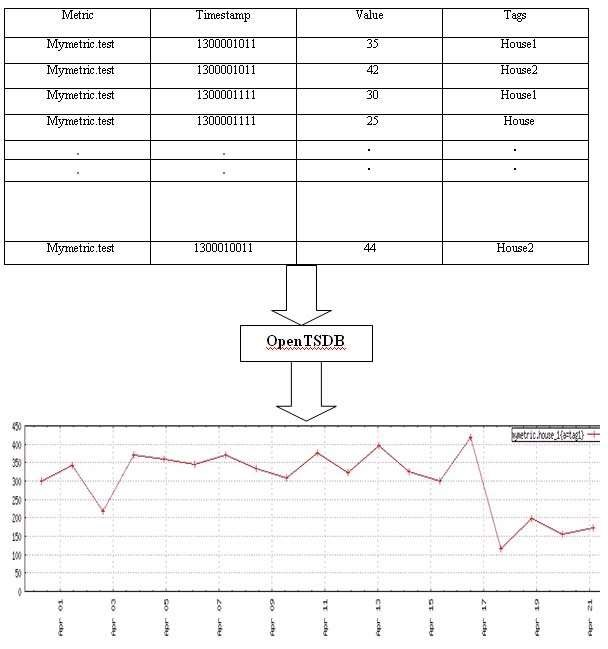 Metric Timestamp Value Tags
Mymetric.test 1300001011 35 House1
Mymetric.test 1300001011 42 House2
Mymetric.test 1300001111 30 House1
Mymetric.test 1300001111 25 House
. . . .
. . . .
Mymetric.test 1300010011 44 House2
OpenTSDB
mymetric.house_1{a=tag1}
450
400
350
300
250
200
150
100
50
0
Apr 01 Apr 03 Apr 05 Apr 07 Apr 09 Apr 11 Apr 13 Apr 15 Apr 17 Apr 19 Apr 21